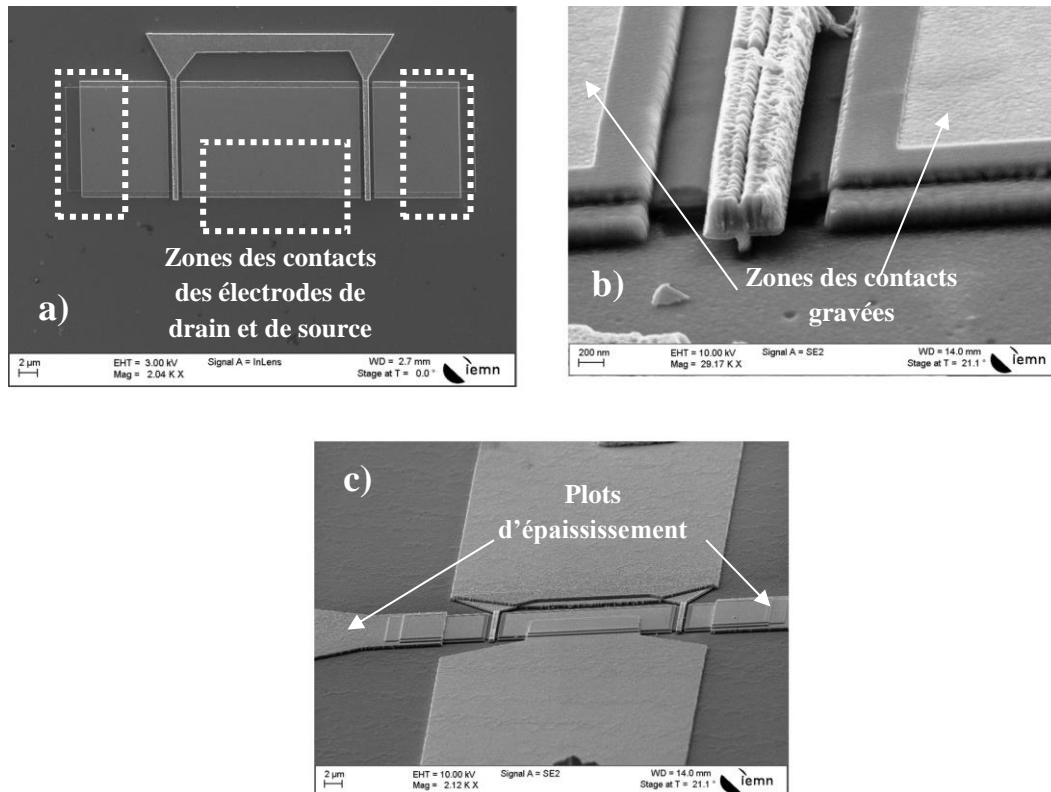 Zones des contacts
des électrodes de
drain et de source
a)
2 µm
EHT = 3.00 kV
Signal A = InLens
WD = 2.7 mm
Mag = 2.04 K X
Stage at T = 0.0 °
iemn
b)
Zones des contacts
gravées
200 nm
EHT = 10.00 kV
Signal A = SE2
WD = 14.0 mm
Mag = 29.17 K X
Stage at T = 21.1 °
iemn
c)
Plots
d’épaississement
2 µm
EHT = 10.00 kV
Signal A = SE2
WD = 14.0 mm
Mag = 2.12 K X
Stage at T = 21.1 °
iemn